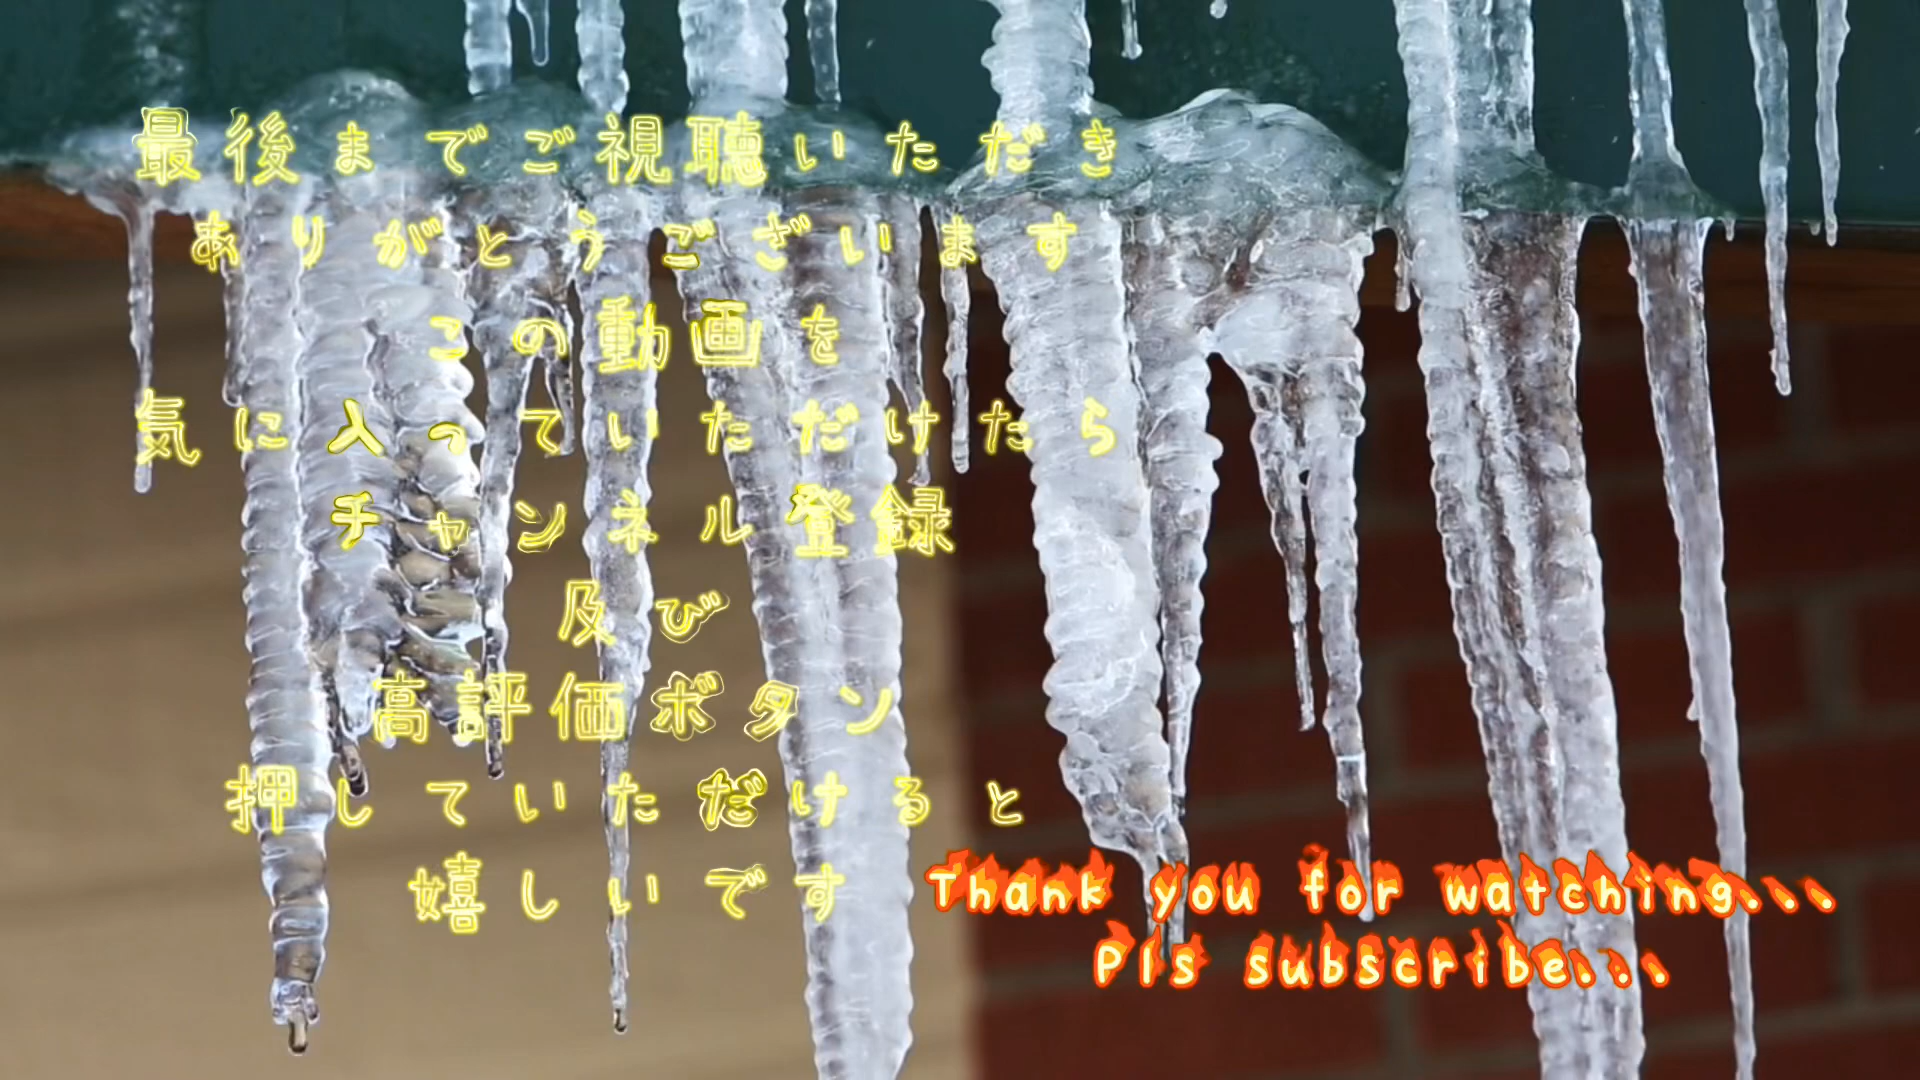 最後までご視聴いただき
ありがとうございます
この動画を
気に入っていただけたら
チャンネル登録
及び
高評価ボタン
押していただけると
嬉しいです
Thank you for watching...
Pls subscribe...